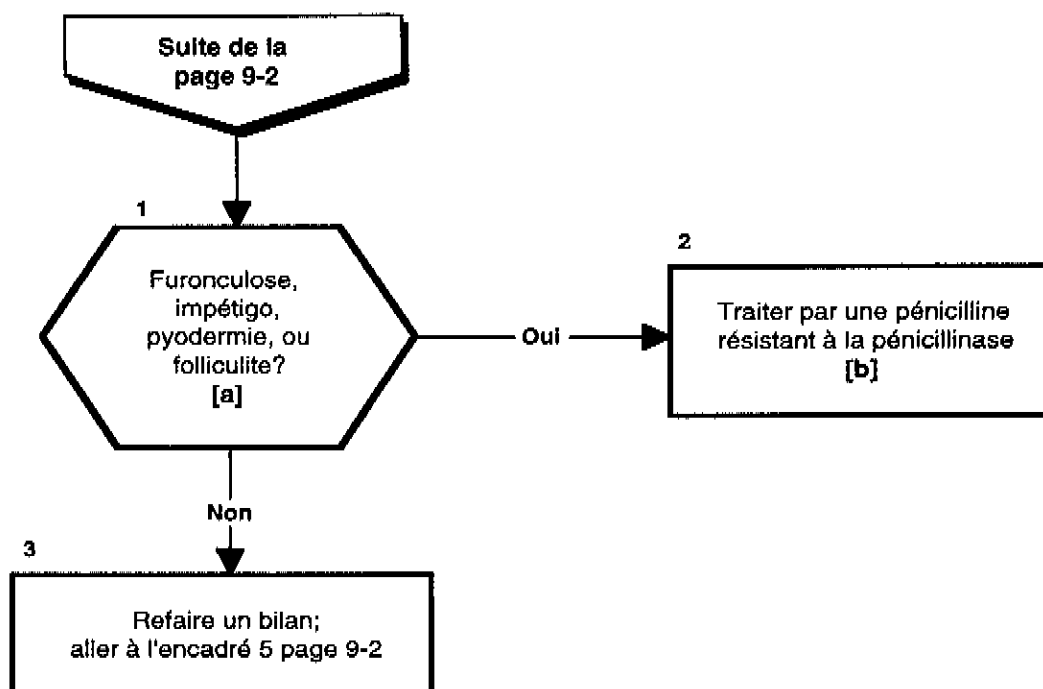 Suite de la
page 9-2
1
Furonculose,
impétigo,
pyodermie, ou
folliculite?
[a]
Oui
2
Traiter par une pénicilline
résistant à la pénicillinase
[b]
Non
3
Refaire un bilan;
aller à l'encadré 5 page 9-2